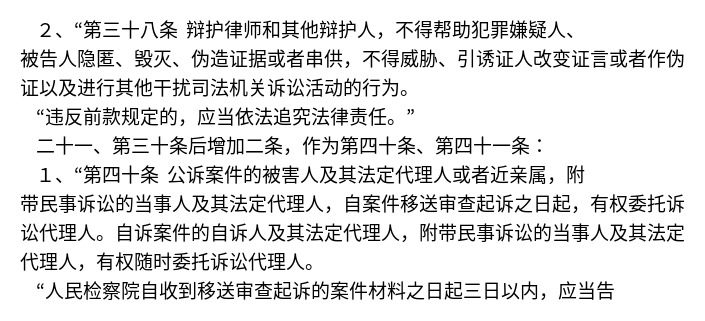 ２、“第三十八条 辩护律师和其他辩护人，不得帮助犯罪嫌疑人、
被告人隐匿、毁灭、伪造证据或者串供，不得威胁、引诱证人改变证言或者作伪
证以及进行其他干扰司法机关诉讼活动的行为。
“违反前款规定的，应当依法追究法律责任。”
二十一、第三十条后增加二条，作为第四十条、第四十一条：
１、“第四十条 公诉案件的被害人及其法定代理人或者近亲属，附
带民事诉讼的当事人及其法定代理人，自案件移送审查起诉之日起，有权委托诉
讼代理人。自诉案件的自诉人及其法定代理人，附带民事诉讼的当事人及其法定
代理人，有权随时委托诉讼代理人。
“人民检察院自收到移送审查起诉的案件材料之日起三日以内，应当告